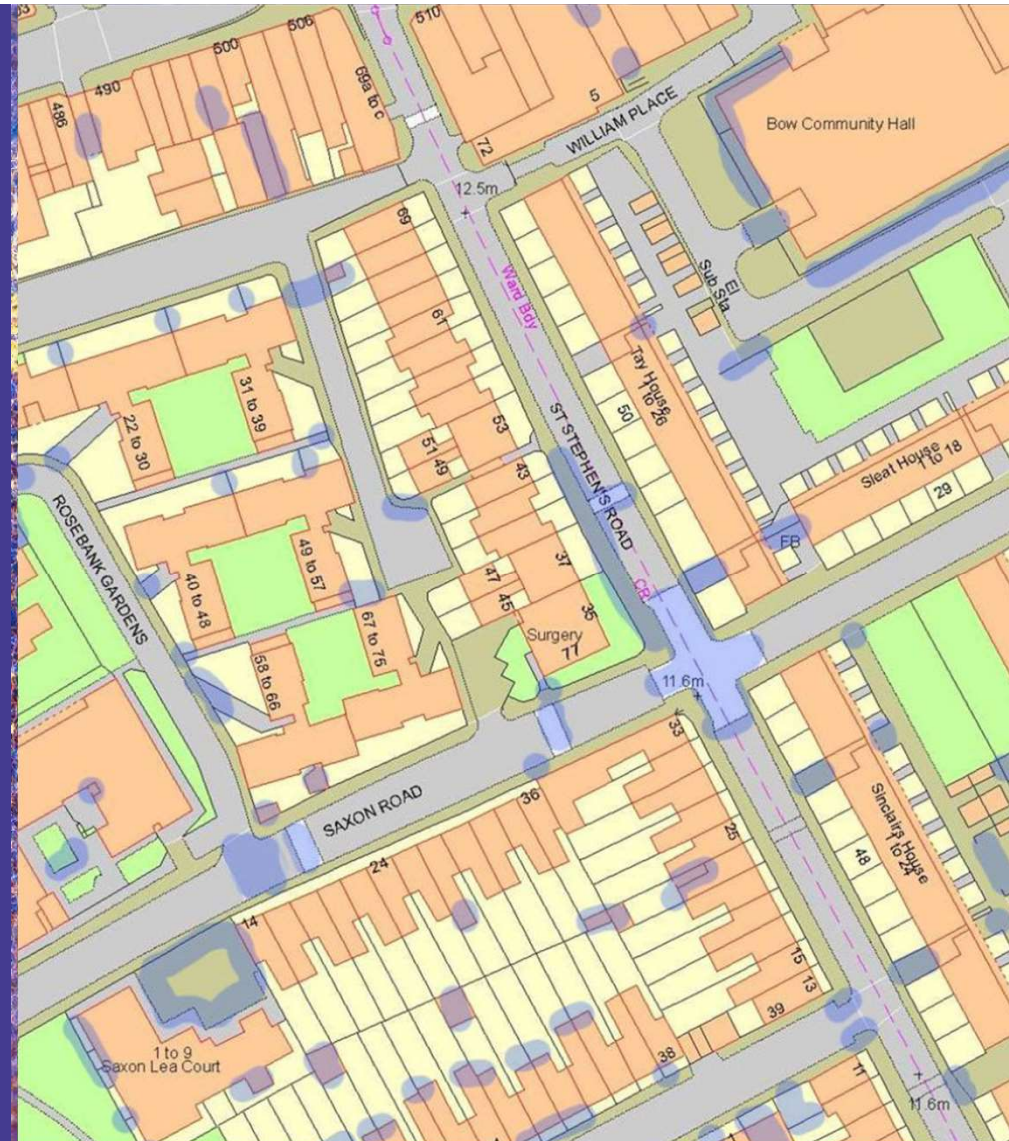 506
510
500
490
486
69a to c
5
72
WILLIAM PLACE
Bow Community Hall
12.5m
69
Ward Bdy
El
Sub Sta
61
Tay House
1 to 26
31 to 39
22 to 30
50
53
51
49
43
ST STEPHEN'S ROAD
Sleat House
1 to 18
29
FB
ROSEBANK GARDENS
49 to 57
40 to 48
37
47
45
35
CR
Surgery
77
67 to 75
58 to 66
11.6m
33
SAXON ROAD
36
24
25
14
Sinclairs House
1 to 24
48
15
13
39
38
1 to 9
Saxon Lea Court
11
11.6m